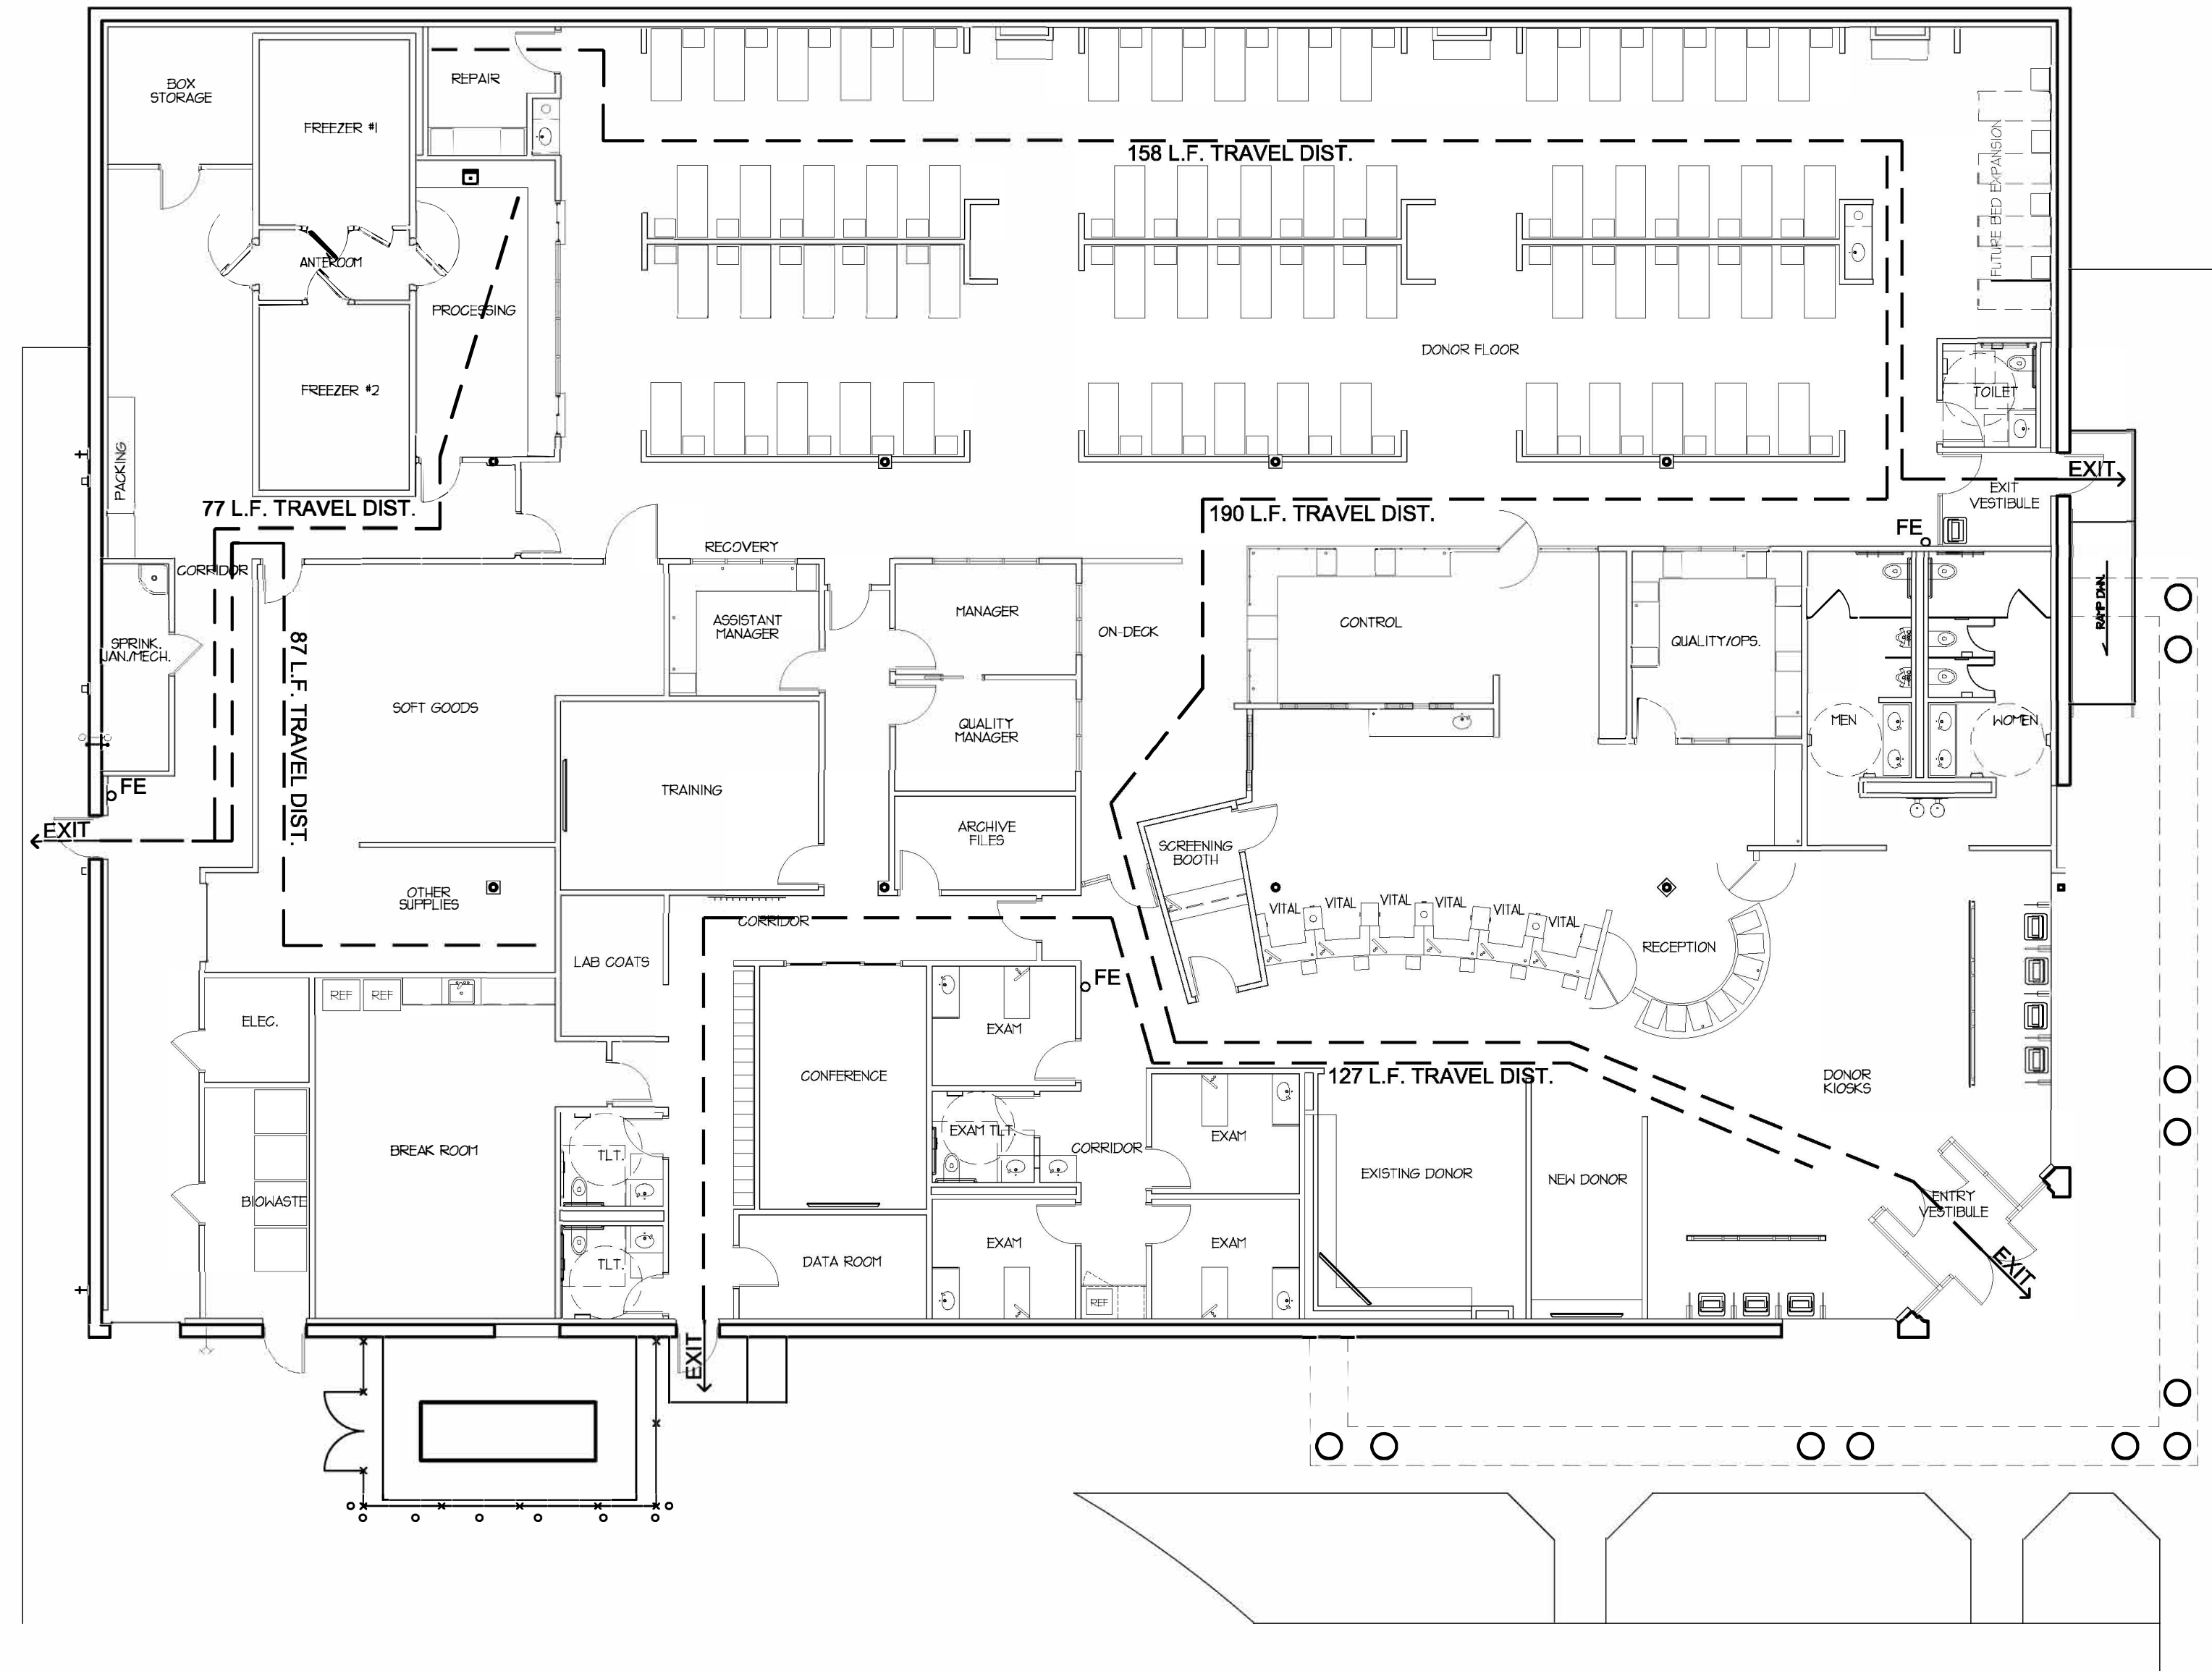 REPAIR
BOX
STORAGE
FREEZER #1
158 L.F. TRAVEL DIST.
FUTURE BED EXPANSION
ANTEROOM
PROCESSING
DONOR FLOOR
FREEZER #2
TOILET
PACKING
EXIT
EXIT
VESTIBULE
77 L.F. TRAVEL DIST.
190 L.F. TRAVEL DIST.
FE
RECOVERY
CORRIDOR
RAMP DWN.
MANAGER
ASSISTANT
MANAGER
ON-DECK
CONTROL
QUALITY/OPS.
SPRINK.
JAN./MECH.
87 L.F. TRAVEL DIST.
SOFT GOODS
QUALITY
MANAGER
MEN
WOMEN
FE
TRAINING
EXIT
ARCHIVE
FILES
SCREENING
BOOTH
OTHER
SUPPLIES
VITAL
VITAL
VITAL
VITAL
VITAL
VITAL
CORRIDOR
RECEPTION
LAB COATS
FE
REF
REF
ELEC.
EXAM
CONFERENCE
127 L.F. TRAVEL DIST.
DONOR
KIOSKS
EXAM TLT.
EXAM
CORRIDOR
BREAK ROOM
TLT.
EXISTING DONOR
NEW DONOR
BIOWASTE
ENTRY
VESTIBULE
EXAM
EXAM
DATA ROOM
TLT.
EXIT
REF
EXIT